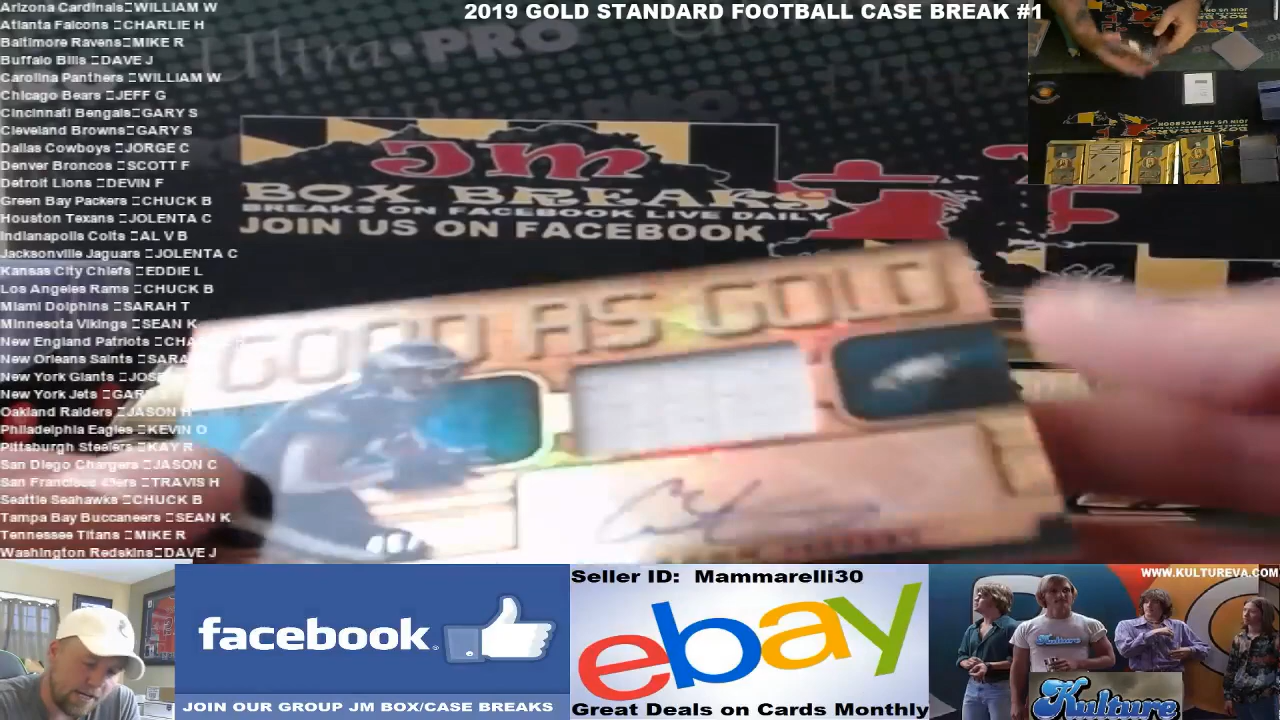 Arizona Cardinals WILLIAM W
Atlanta Falcons CHARLIE H
Baltimore Ravens MIKE R
Buffalo Bills DAVE J
Carolina Panthers WILLIAM W
Chicago Bears JEFF G
Cincinnati Bengals GARY S
Cleveland Browns GARY S
Dallas Cowboys JORGE C
Denver Broncos SCOTT F
Detroit Lions DEVIN F
Green Bay Packers CHUCK B
Houston Texans JOLENTA C
Indianapolis Colts AL V B
Jacksonville Jaguars JOLENTA C
Kansas City Chiefs EDDIE L
Los Angeles Rams CHUCK B
Miami Dolphins SARAH T
Minnesota Vikings SEAN K
New England Patriots
New Orleans Saints
New York Giants
New York Jets
Oakland Raiders JASON H
Philadelphia Eagles KEVIN O
Pittsburgh Steelers KAY R
San Diego Chargers JASON C
San Francisco 49ers TRAVIS H
Seattle Seahawks CHUCK B
Tampa Bay Buccaneers SEAN K
Tennessee Titans MIKE R
Washington Redskins DAVE J
2019 GOLD STANDARD FOOTBALL CASE BREAK #1
Ultra PRO
JM
BOX BREAKS
BREAKS ON FACEBOOK LIVE DAILY
JOIN US ON FACEBOOK
GOOD AS GOLD
facebook
JOIN OUR GROUP JM BOX/CASE BREAKS
Seller ID: Mammarelli30
ebay
Great Deals on Cards Monthly
WWW.KULTUREVA.COM
Kulture
Kulture